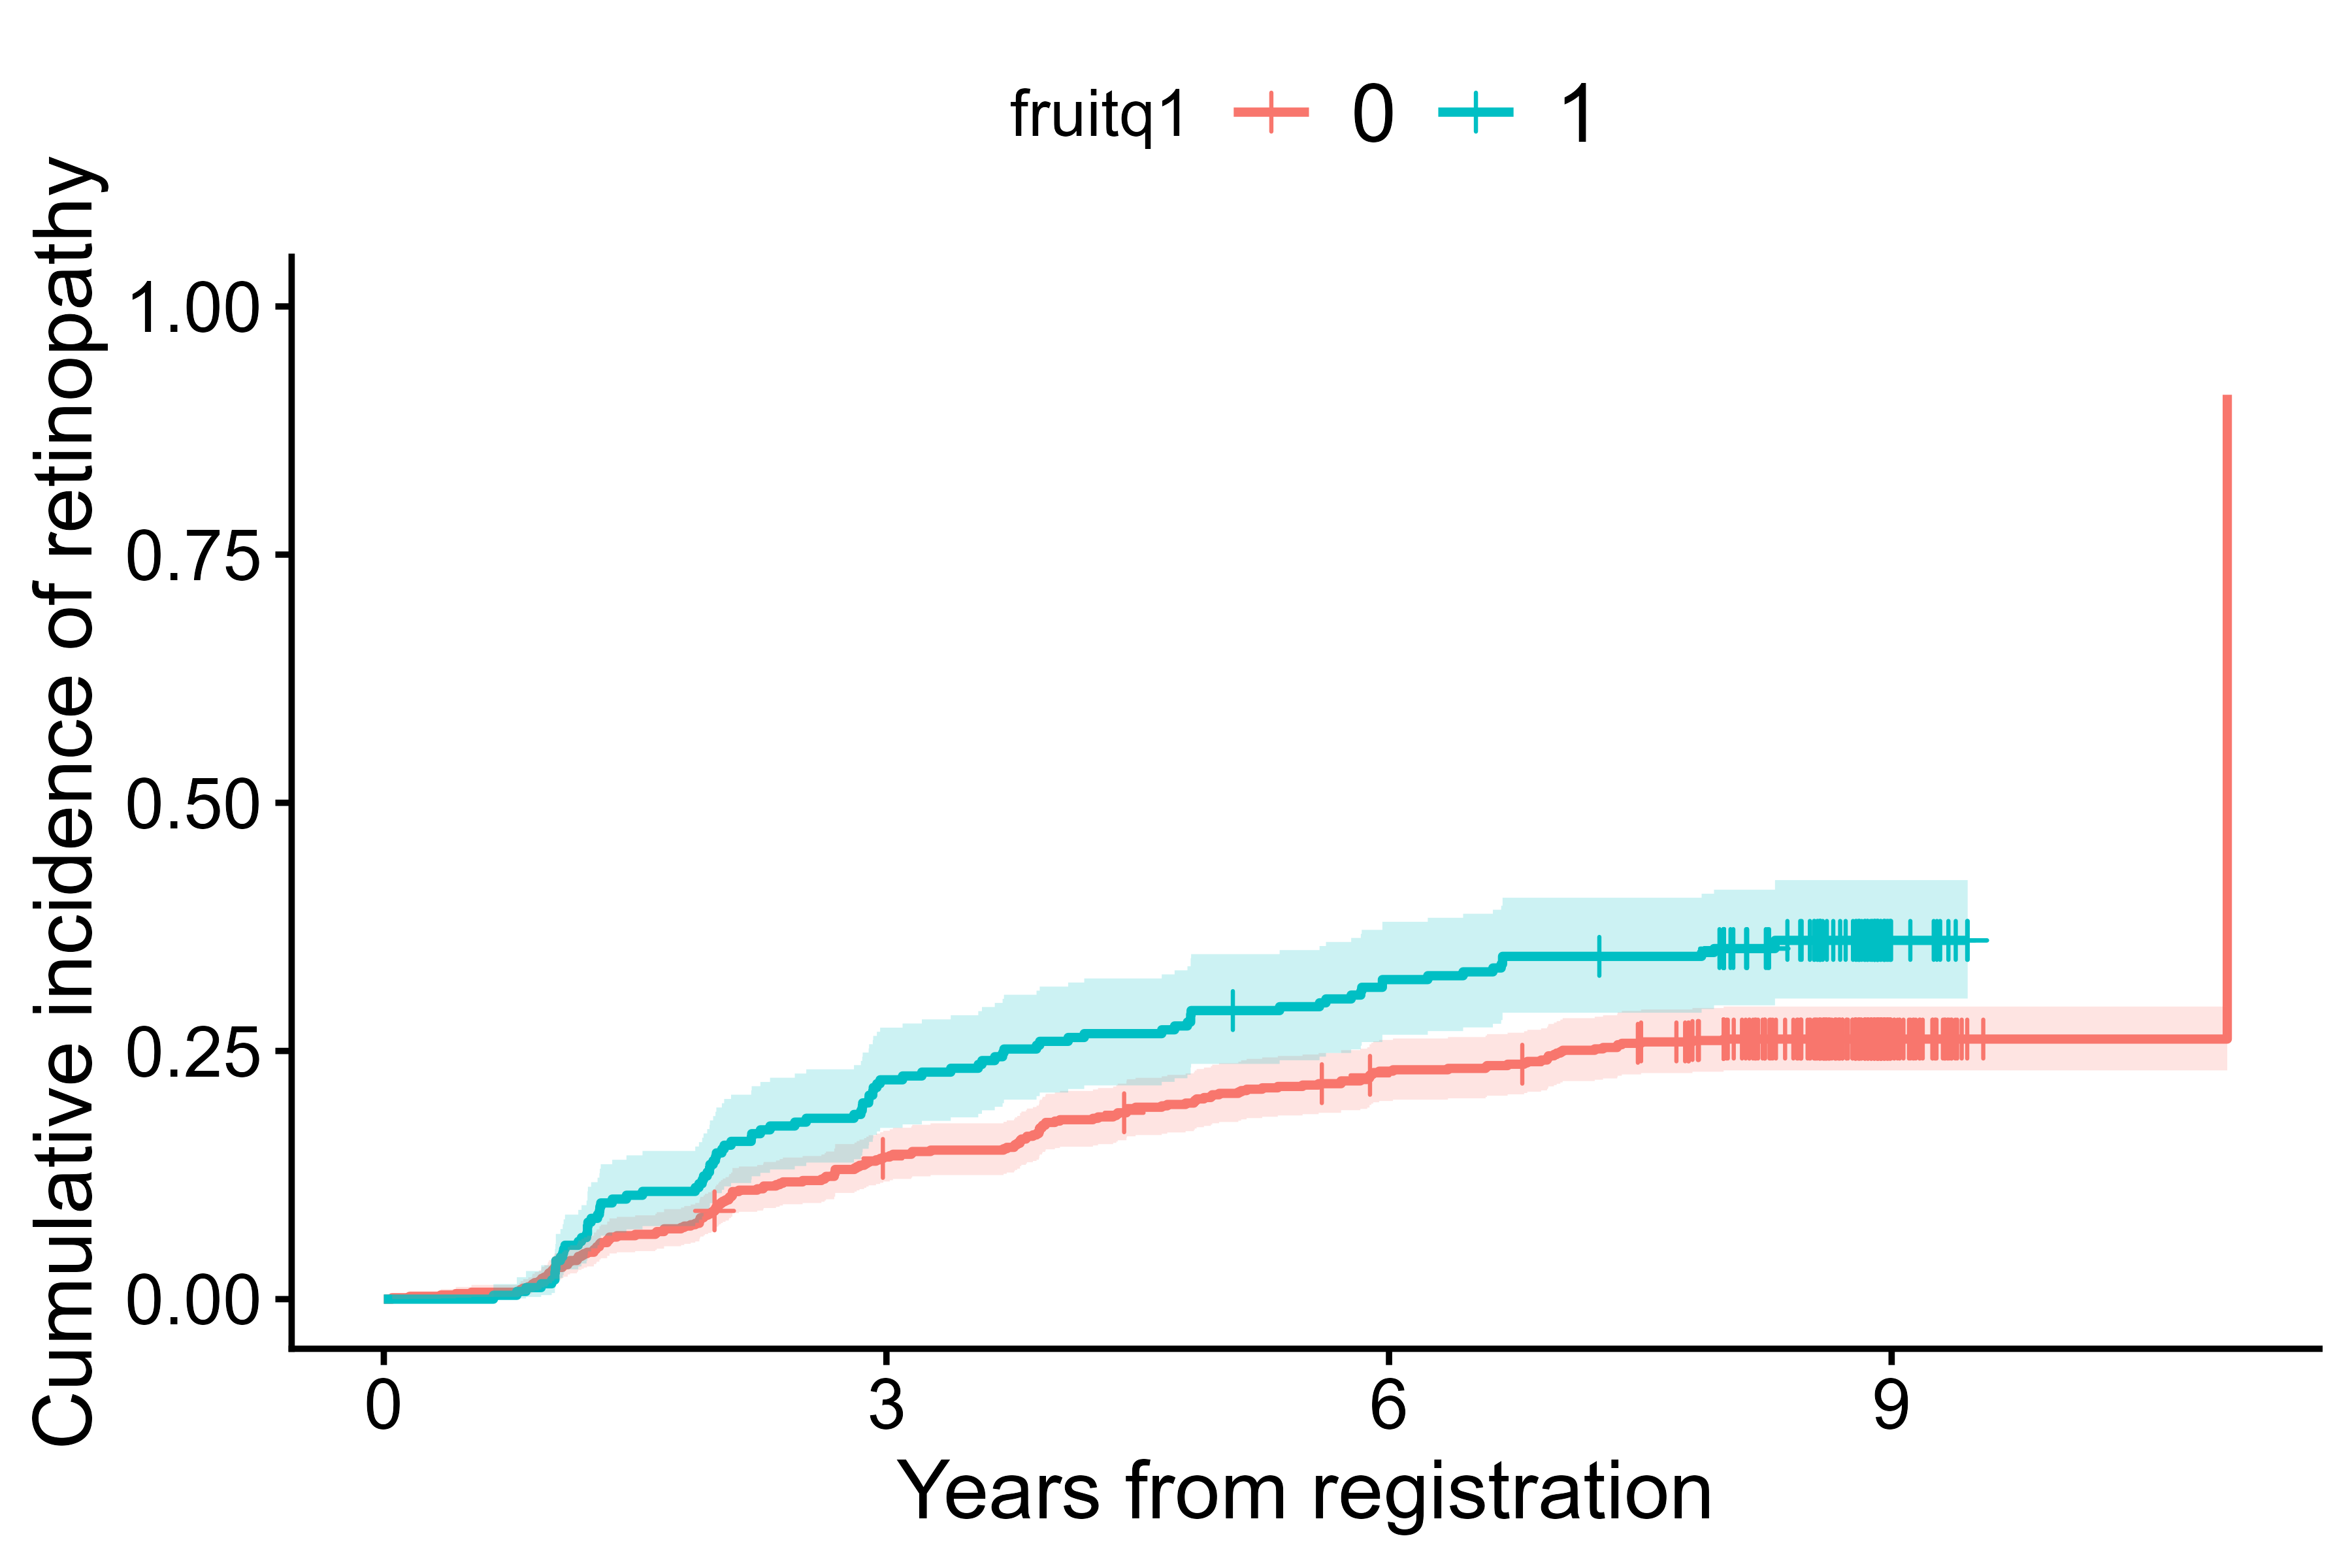 fruitq1 0 1
Cumulative incidence of retinopathy
1.00
0.75
0.50
0.25
0.00
0 3 6 9
Years from registration